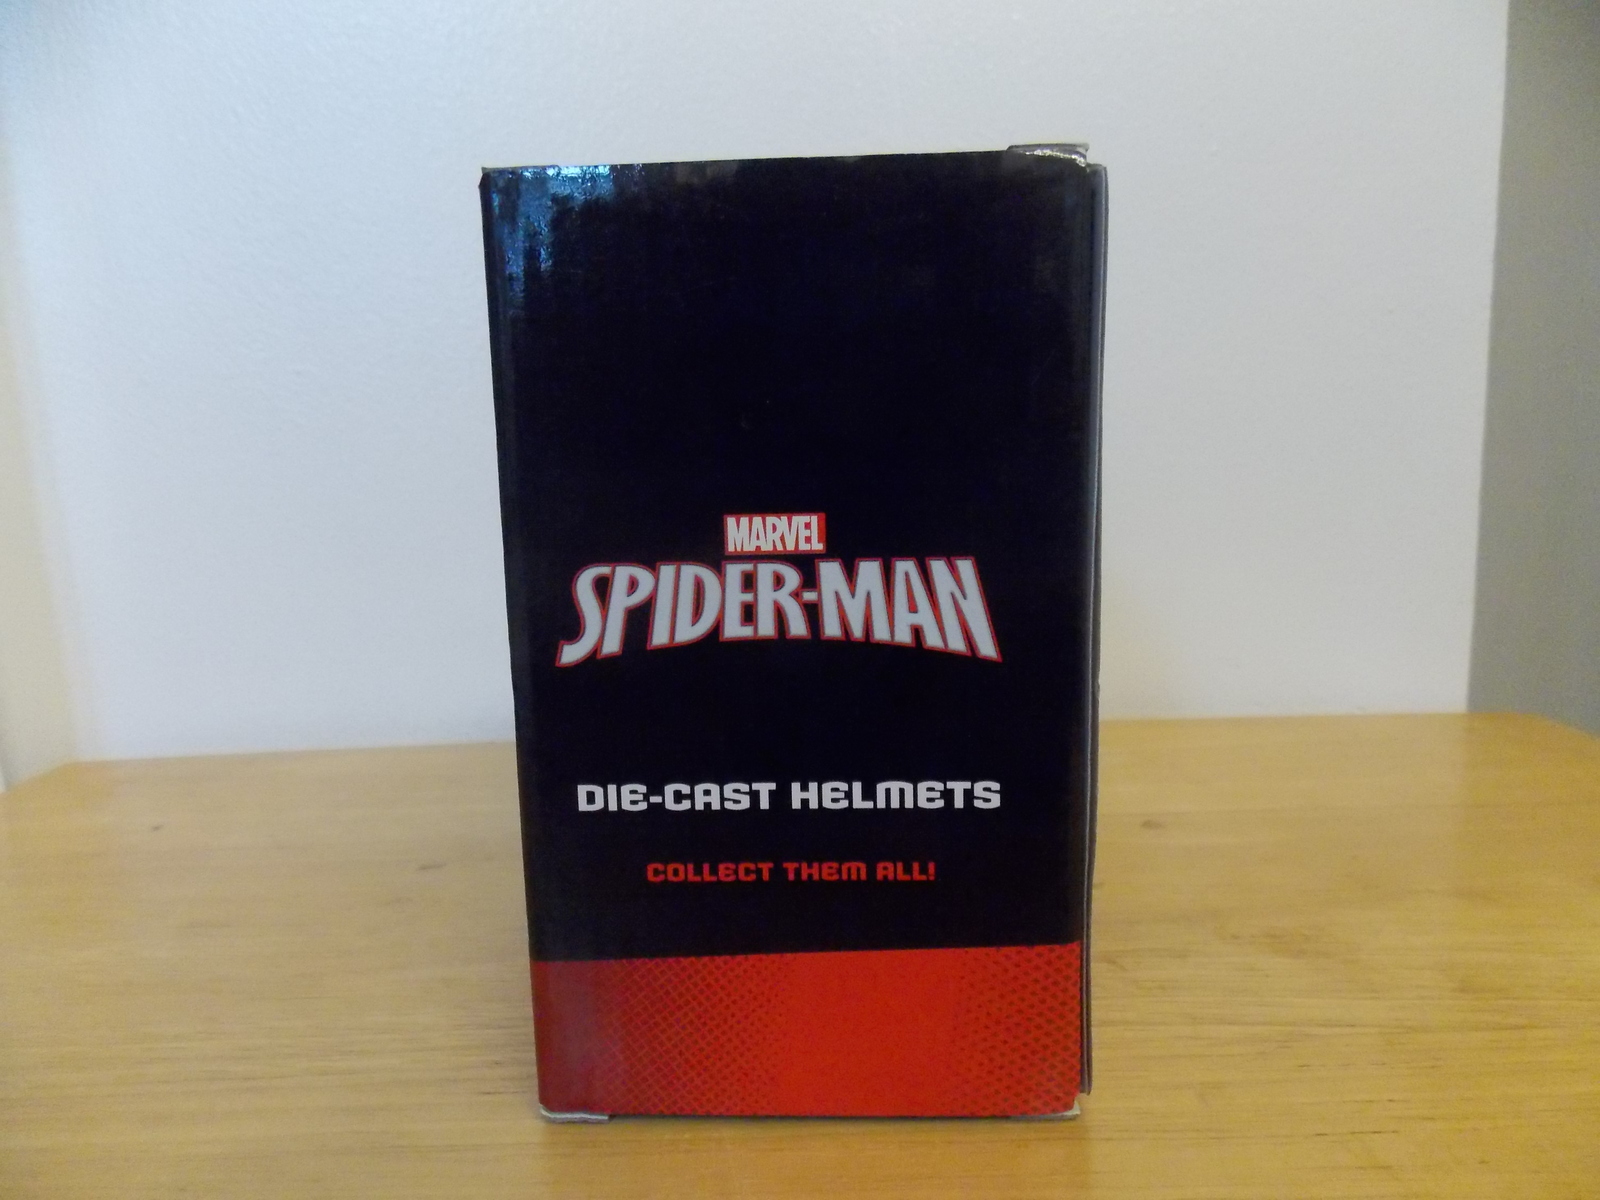 MARVEL
SPIDER-MAN
DIE-CAST HELMETS
COLLECT THEM ALL!